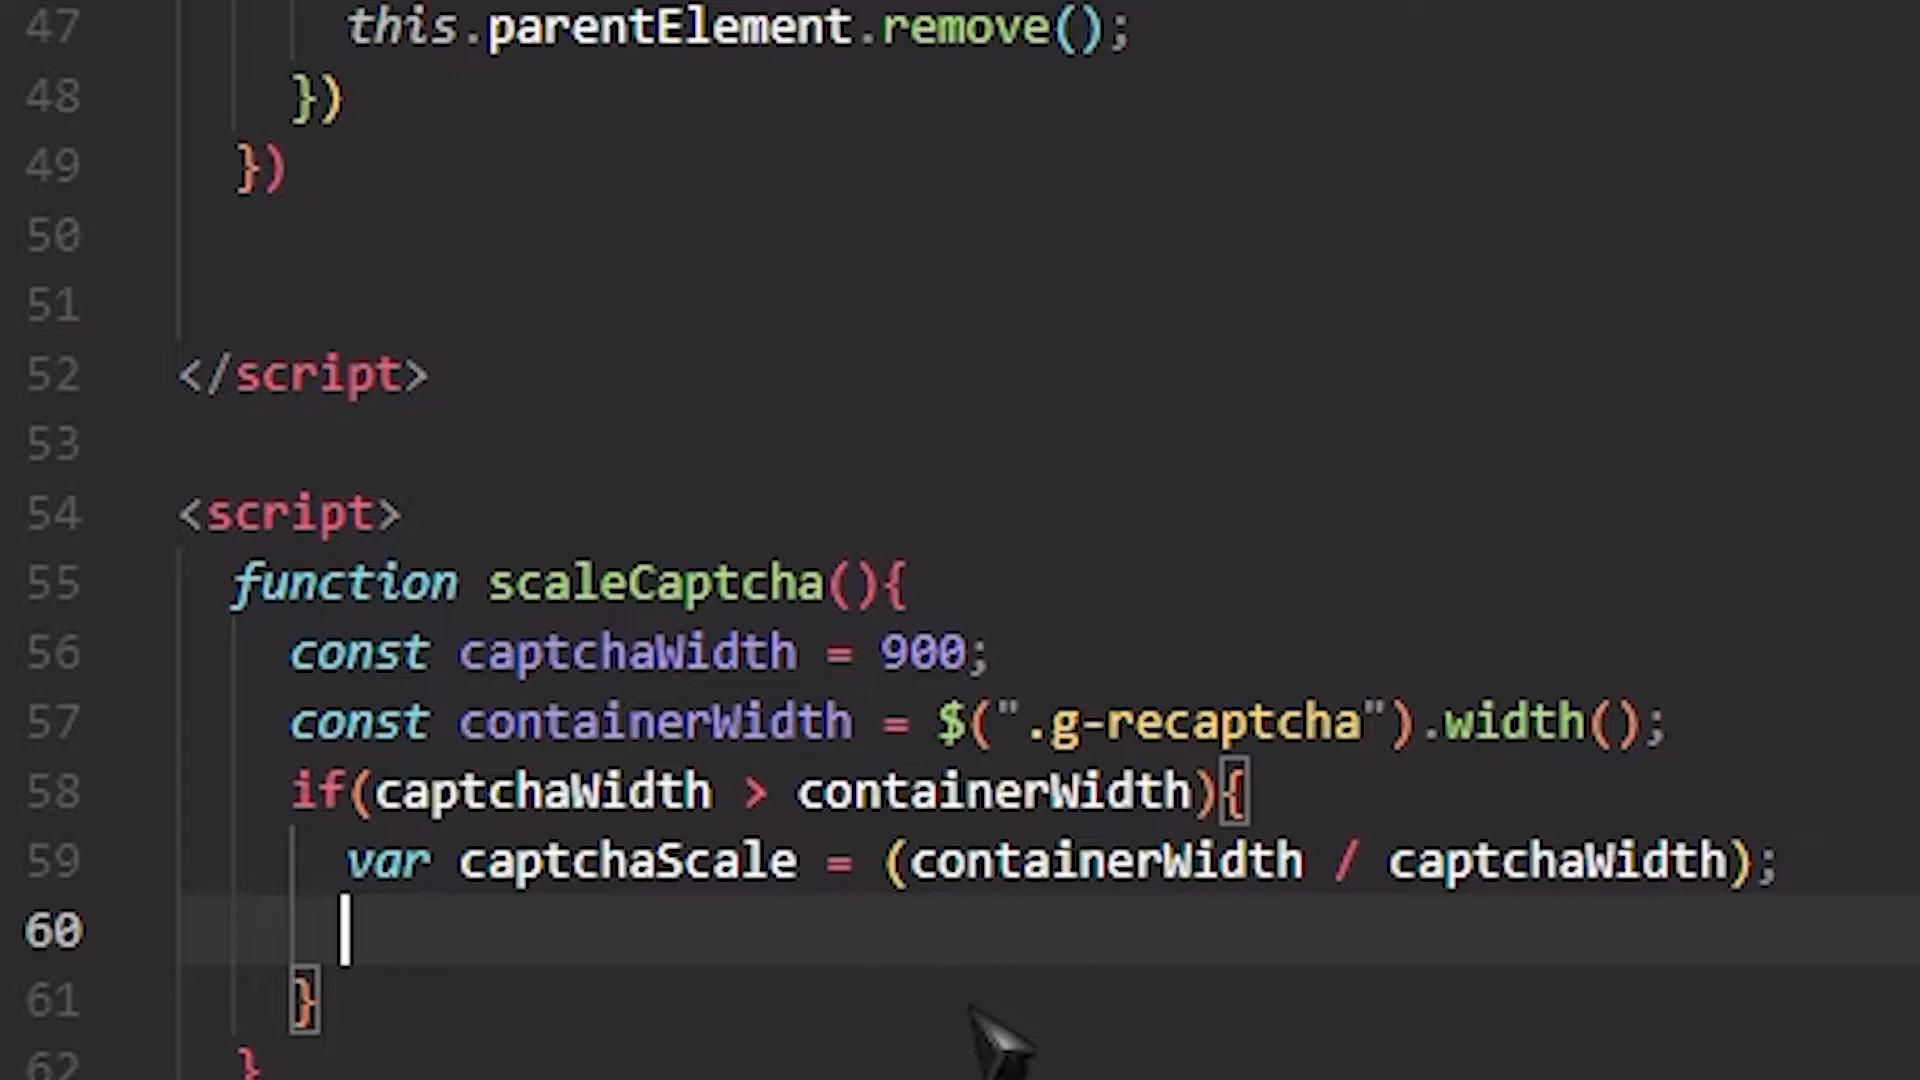 47 this.parentElement.remove();
48 })
49 })
50
51
52 </script>
53
54 <script>
55 function scaleCaptcha(){
56 const captchaWidth = 900;
57 const containerWidth = $(".g-recaptcha").width();
58 if(captchaWidth > containerWidth){
59 var captchaScale = (containerWidth / captchaWidth);
60
61 }
62 }